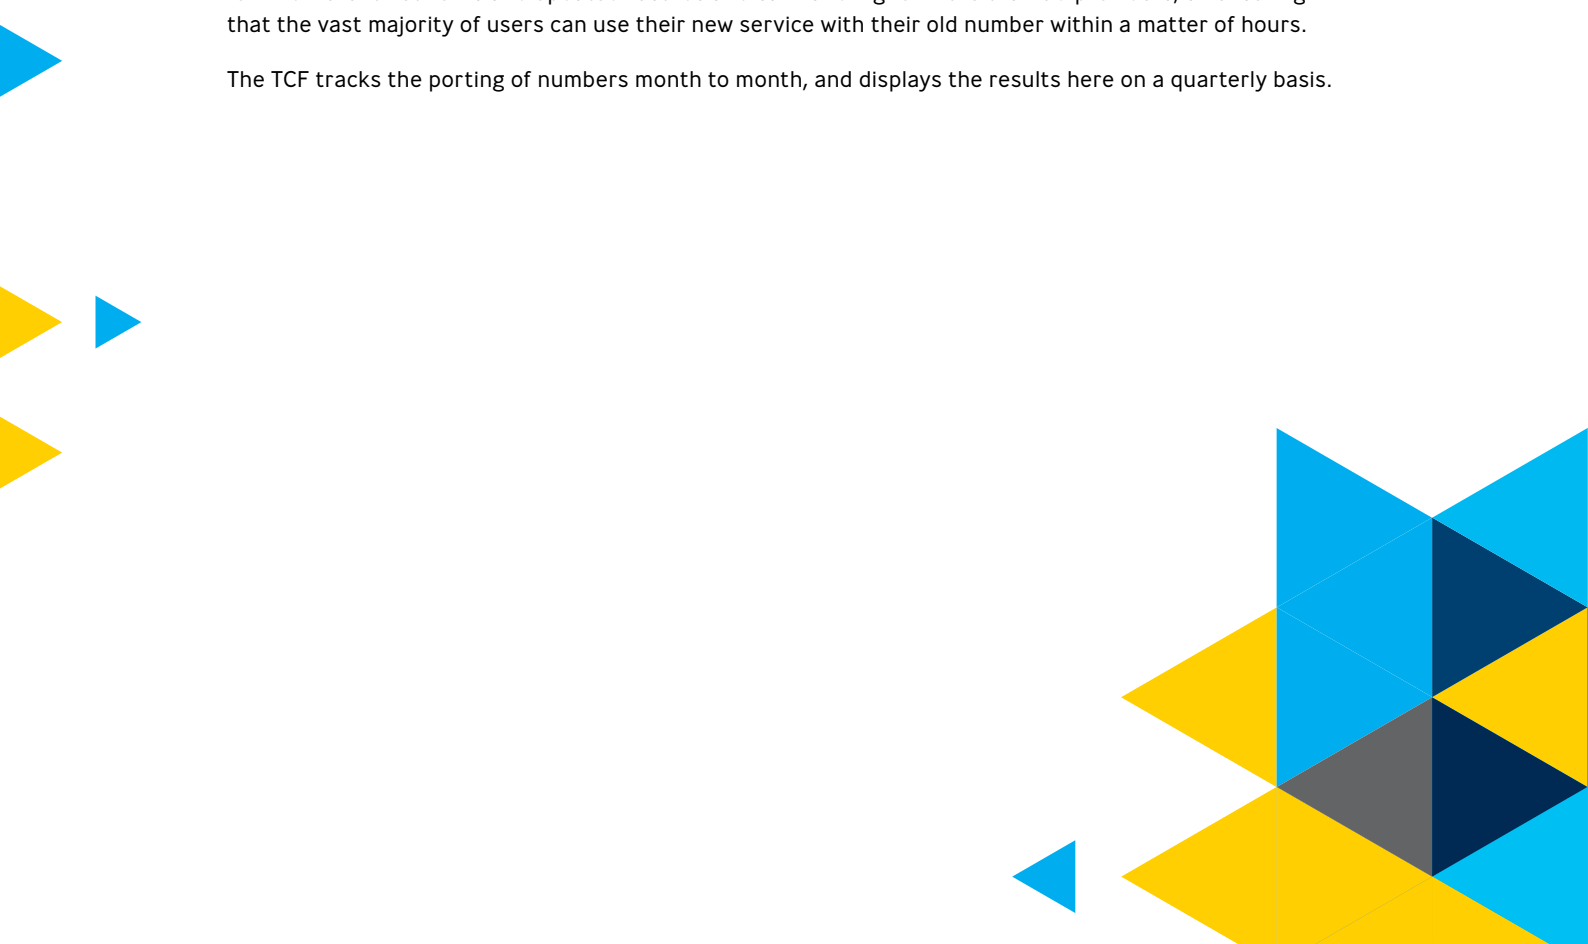 that the vast majority of users can use their new service with their old number within a matter of hours.
The TCF tracks the porting of numbers month to month, and displays the results here on a quarterly basis.